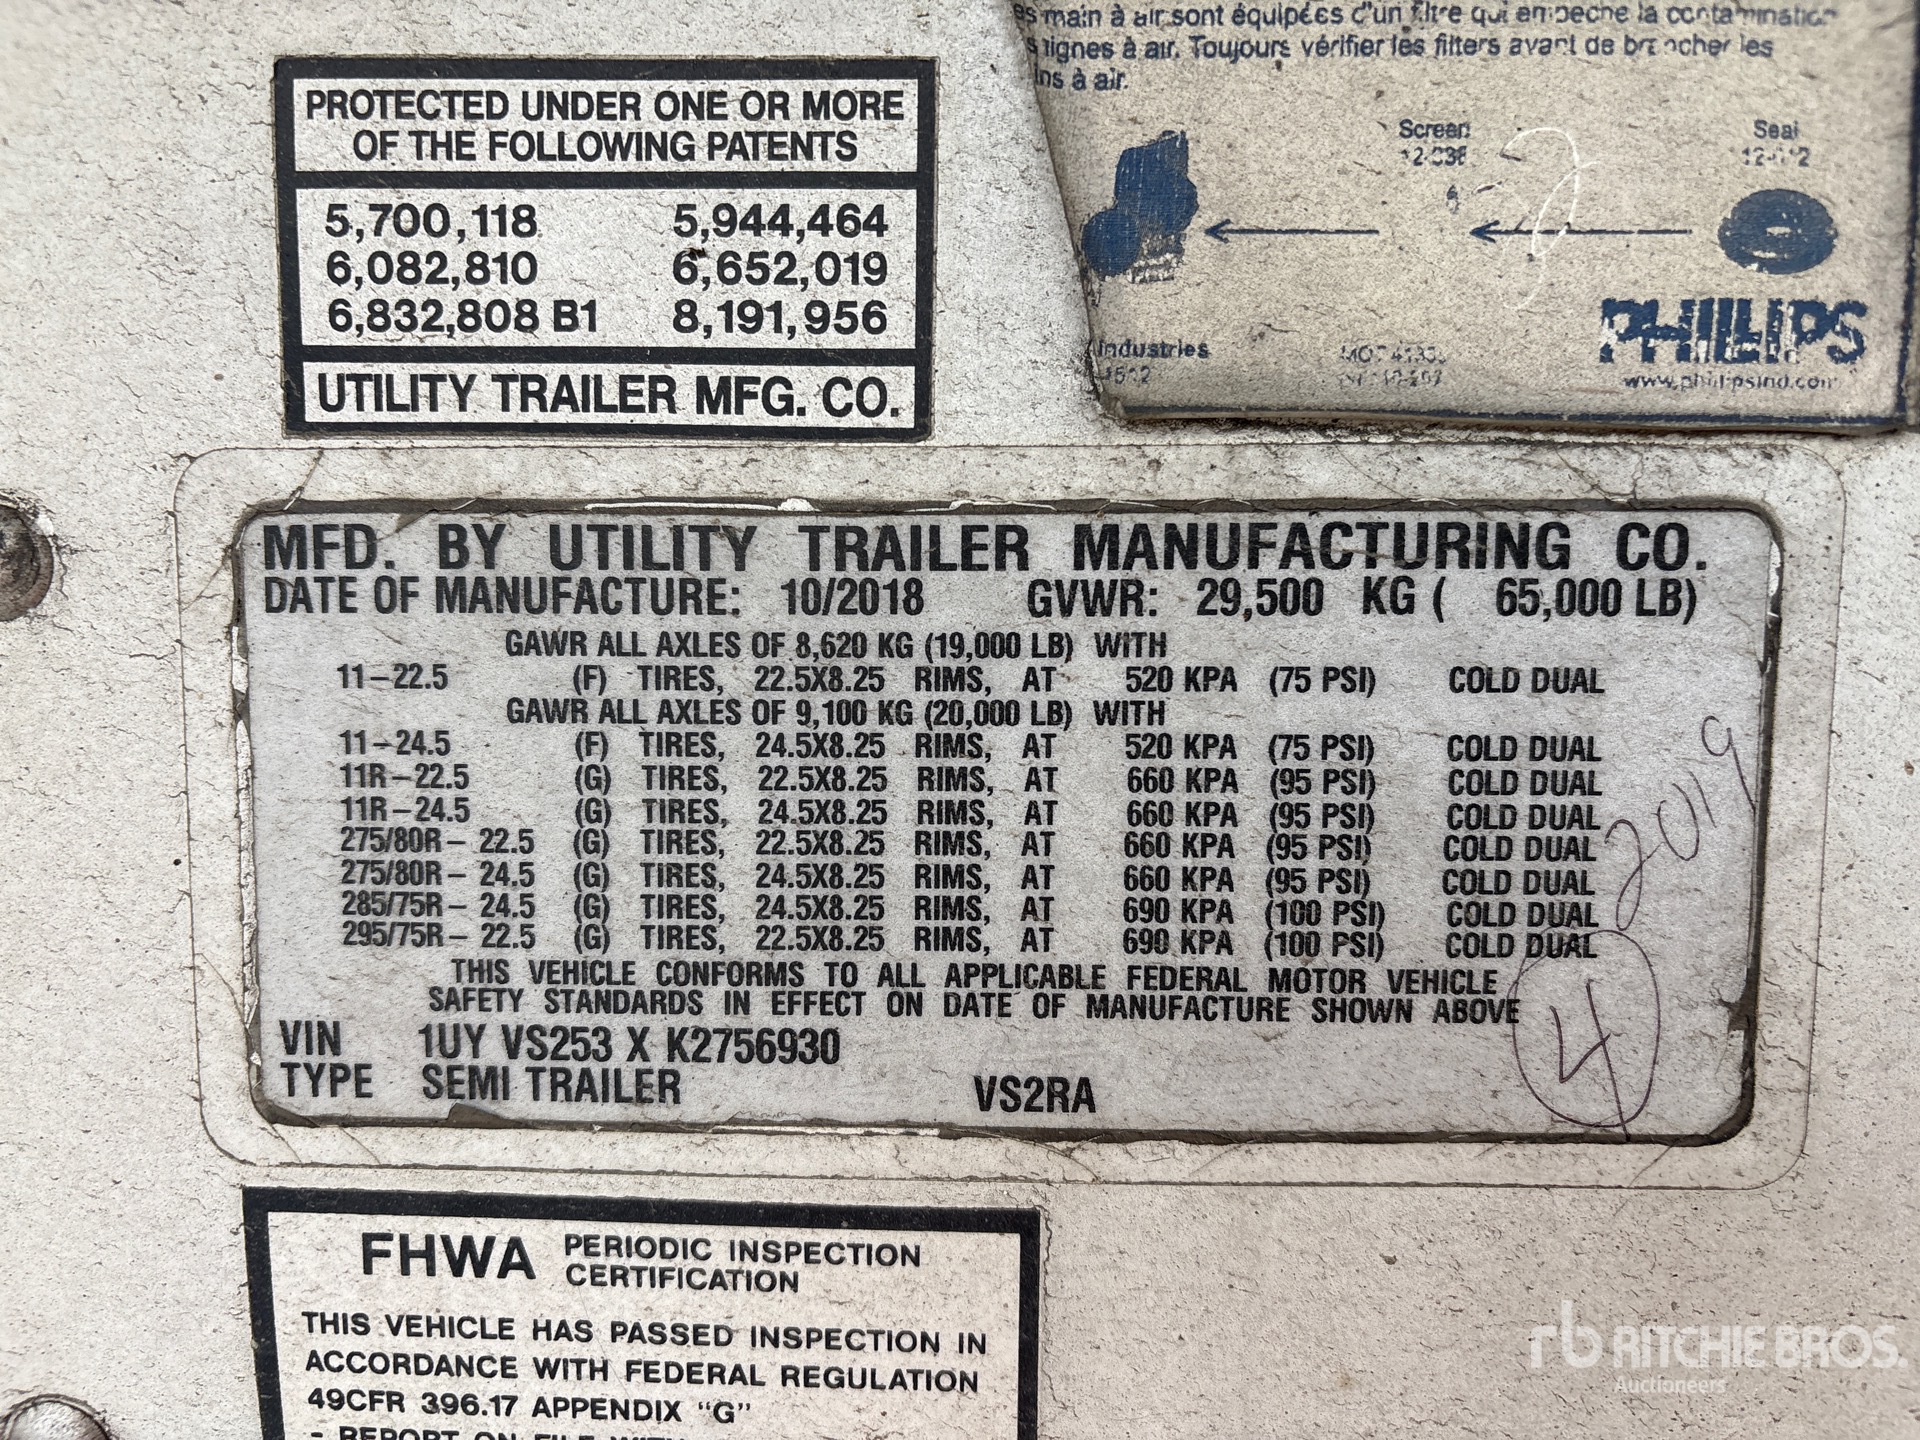 PROTECTED UNDER ONE OR MORE
OF THE FOLLOWING PATENTS
5,700,118 5,944,464
6,082,810 6,652,019
6,832,808 B1 8,191,956
UTILITY TRAILER MFG. CO.
main à air sont équipées d'un filtre qui empeche la contamination
lignes à air. Toujours vérifier les filters avant de brancher les
à air.
Screen Seal
Industries
PHILLIPS
www.phillipsind.com
MFD. BY UTILITY TRAILER MANUFACTURING CO.
DATE OF MANUFACTURE: 10/2018 GVWR: 29,500 KG ( 65,000 LB)
GAWR ALL AXLES OF 8,620 KG (19,000 LB) WITH
11-22.5 (F) TIRES, 22.5X8.25 RIMS, AT 520 KPA (75 PSI) COLD DUAL
GAWR ALL AXLES OF 9,100 KG (20,000 LB) WITH
11-24.5 (F) TIRES, 24.5X8.25 RIMS, AT 520 KPA (75 PSI) COLD DUAL
11R-22.5 (G) TIRES, 22.5X8.25 RIMS, AT 660 KPA (95 PSI) COLD DUAL
11R-24.5 (G) TIRES, 24.5X8.25 RIMS, AT 660 KPA (95 PSI) COLD DUAL
275/80R- 22.5 (G) TIRES, 22.5X8.25 RIMS, AT 660 KPA (95 PSI) COLD DUAL
275/80R- 24.5 (G) TIRES, 24.5X8.25 RIMS, AT 660 KPA (95 PSI) COLD DUAL
285/75R- 24.5 (G) TIRES, 24.5X8.25 RIMS, AT 690 KPA (100 PSI) COLD DUAL
295/75R- 22.5 (G) TIRES, 22.5X8.25 RIMS, AT 690 KPA (100 PSI) COLD DUAL
THIS VEHICLE CONFORMS TO ALL APPLICABLE FEDERAL MOTOR VEHICLE
SAFETY STANDARDS IN EFFECT ON DATE OF MANUFACTURE SHOWN ABOVE
VIN 1UY VS253 X K2756930
TYPE SEMI TRAILER VS2RA
2019
4
FHWA PERIODIC INSPECTION
CERTIFICATION
THIS VEHICLE HAS PASSED INSPECTION IN
ACCORDANCE WITH FEDERAL REGULATION
49CFR 396.17 APPENDIX "G"
- REPORT ON FILE WITH
rb RITCHIE BROS.
Auctioneers